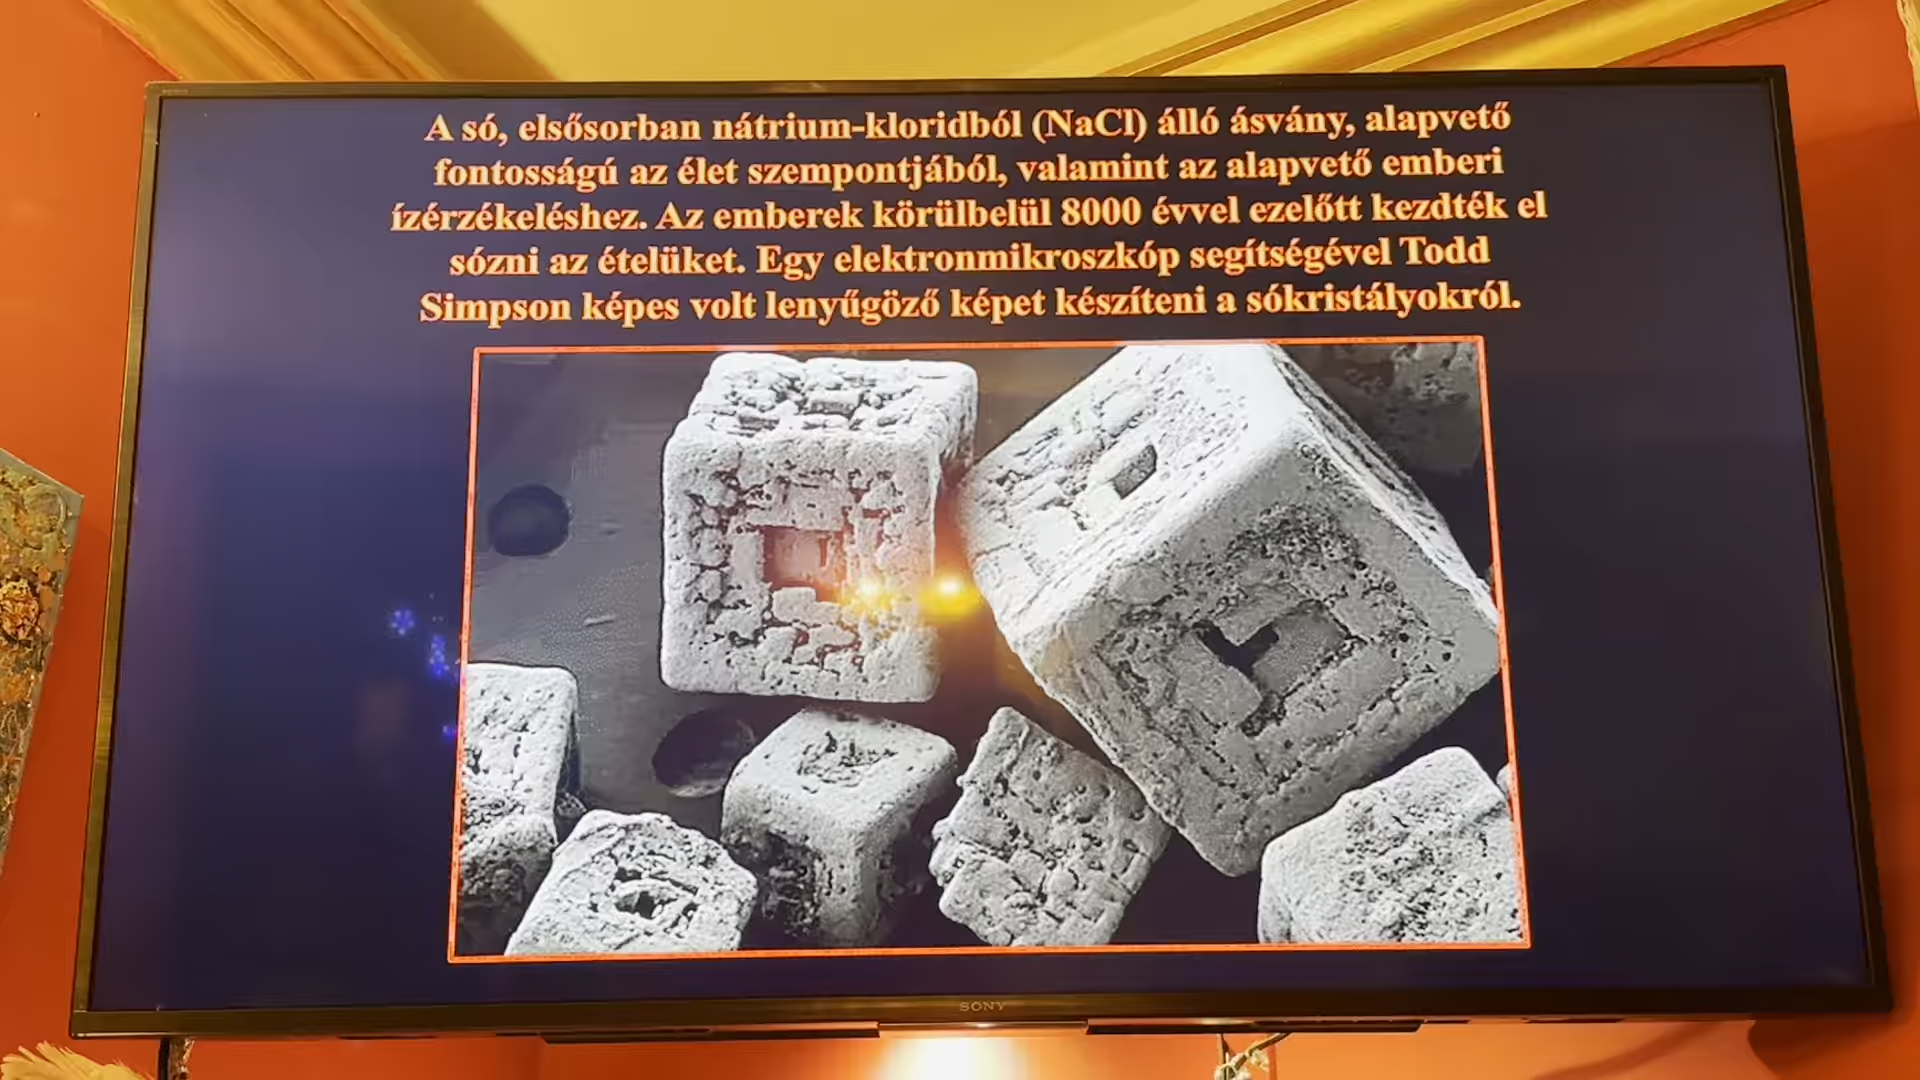 A só, elsősorban nátrium-kloridból (NaCl) álló ásvány, alapvető
fontosságú az élet szempontjából, valamint az alapvető emberi
ízérzékeléshez. Az emberek körülbelül 8000 évvel ezelőtt kezdték el
sózni az ételüket. Egy elektronmikroszkóp segítségével Todd
Simpson képes volt lenyűgöző képet készíteni a sókristályokról.
SONY